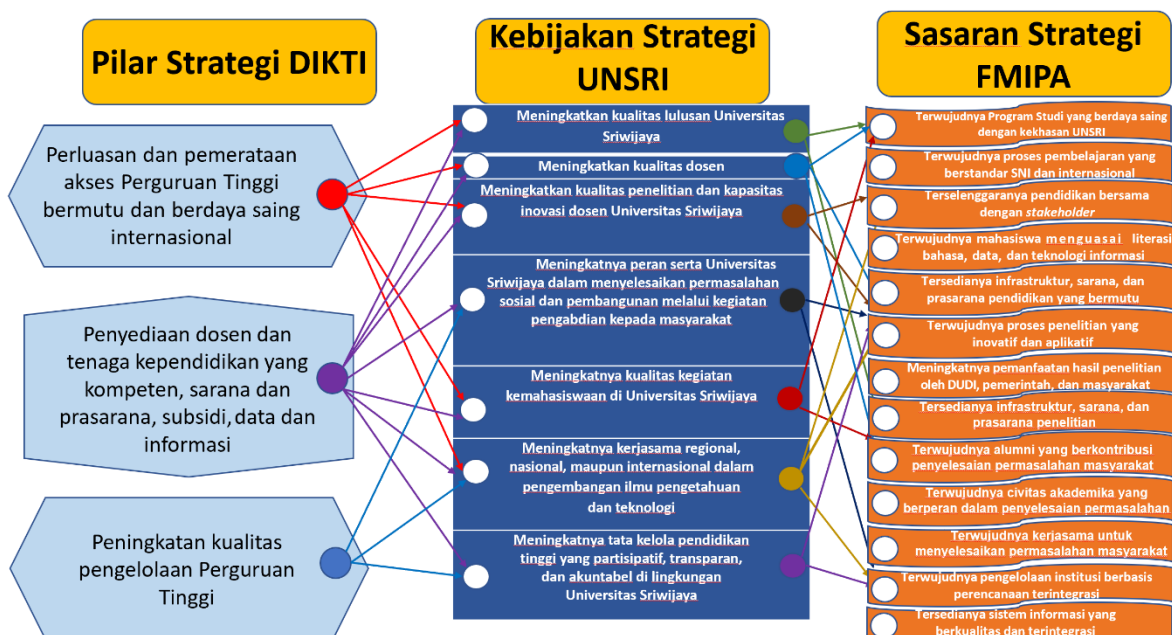 Pilar Strategi DIKTI
Perluasan dan pemerataan
akses Perguruan Tinggi
bermutu dan berdaya saing
internasional
Penyediaan dosen dan
tenaga kependidikan yang
kompeten, sarana dan
prasarana, subsidi, data dan
informasi
Peningkatan kualitas
pengelolaan Perguruan
Tinggi
Kebijakan Strategi
UNSRI
Meningkatkan kualitas lulusan Universitas
Sriwijaya
Meningkatkan kualitas dosen
Meningkatkan kualitas penelitian dan kapasitas
inovasi dosen Universitas Sriwijaya
Meningkatnya peran serta Universitas
Sriwijaya dalam menyelesaikan permasalahan
sosial dan pembangunan melalui kegiatan
pengabdian kepada masyarakat
Meningkatnya kualitas kegiatan
kemahasiswaan di Universitas Sriwijaya
Meningkatnya kerjasama regional,
nasional, maupun internasional dalam
pengembangan ilmu pengetahuan
dan teknologi
Meningkatnya tata kelola pendidikan
tinggi yang partisipatif, transparan,
dan akuntabel di lingkungan
Universitas Sriwijaya
Sasaran Strategi
FMIPA
Terwujudnya Program Studi yang berdaya saing
dengan kekhasan UNSRI
Terwujudnya proses pembelajaran yang
berstandar SNI dan internasional
Terselenggaranya pendidikan bersama
dengan stakeholder
Terwujudnya mahasiswa menguasai literasi
bahasa, data, dan teknologi informasi
Tersedianya infrastruktur, sarana, dan
prasarana pendidikan yang bermutu
Terwujudnya proses penelitian yang
inovatif dan aplikatif
Meningkatnya pemanfaatan hasil penelitian
oleh DUDI, pemerintah, dan masyarakat
Tersedianya infrastruktur, sarana, dan
prasarana penelitian
Terwujudnya alumni yang berkontribusi
penyelesaian permasalahan masyarakat
Terwujudnya civitas akademika yang
berperan dalam penyelesaian permasalahan
Terwujudnya kerjasama untuk
menyelesaikan permasalahan masyarakat
Terwujudnya pengelolaan institusi berbasis
perencanaan terintegrasi
Tersedianya sistem informasi yang
berkualitas dan terintegrasi